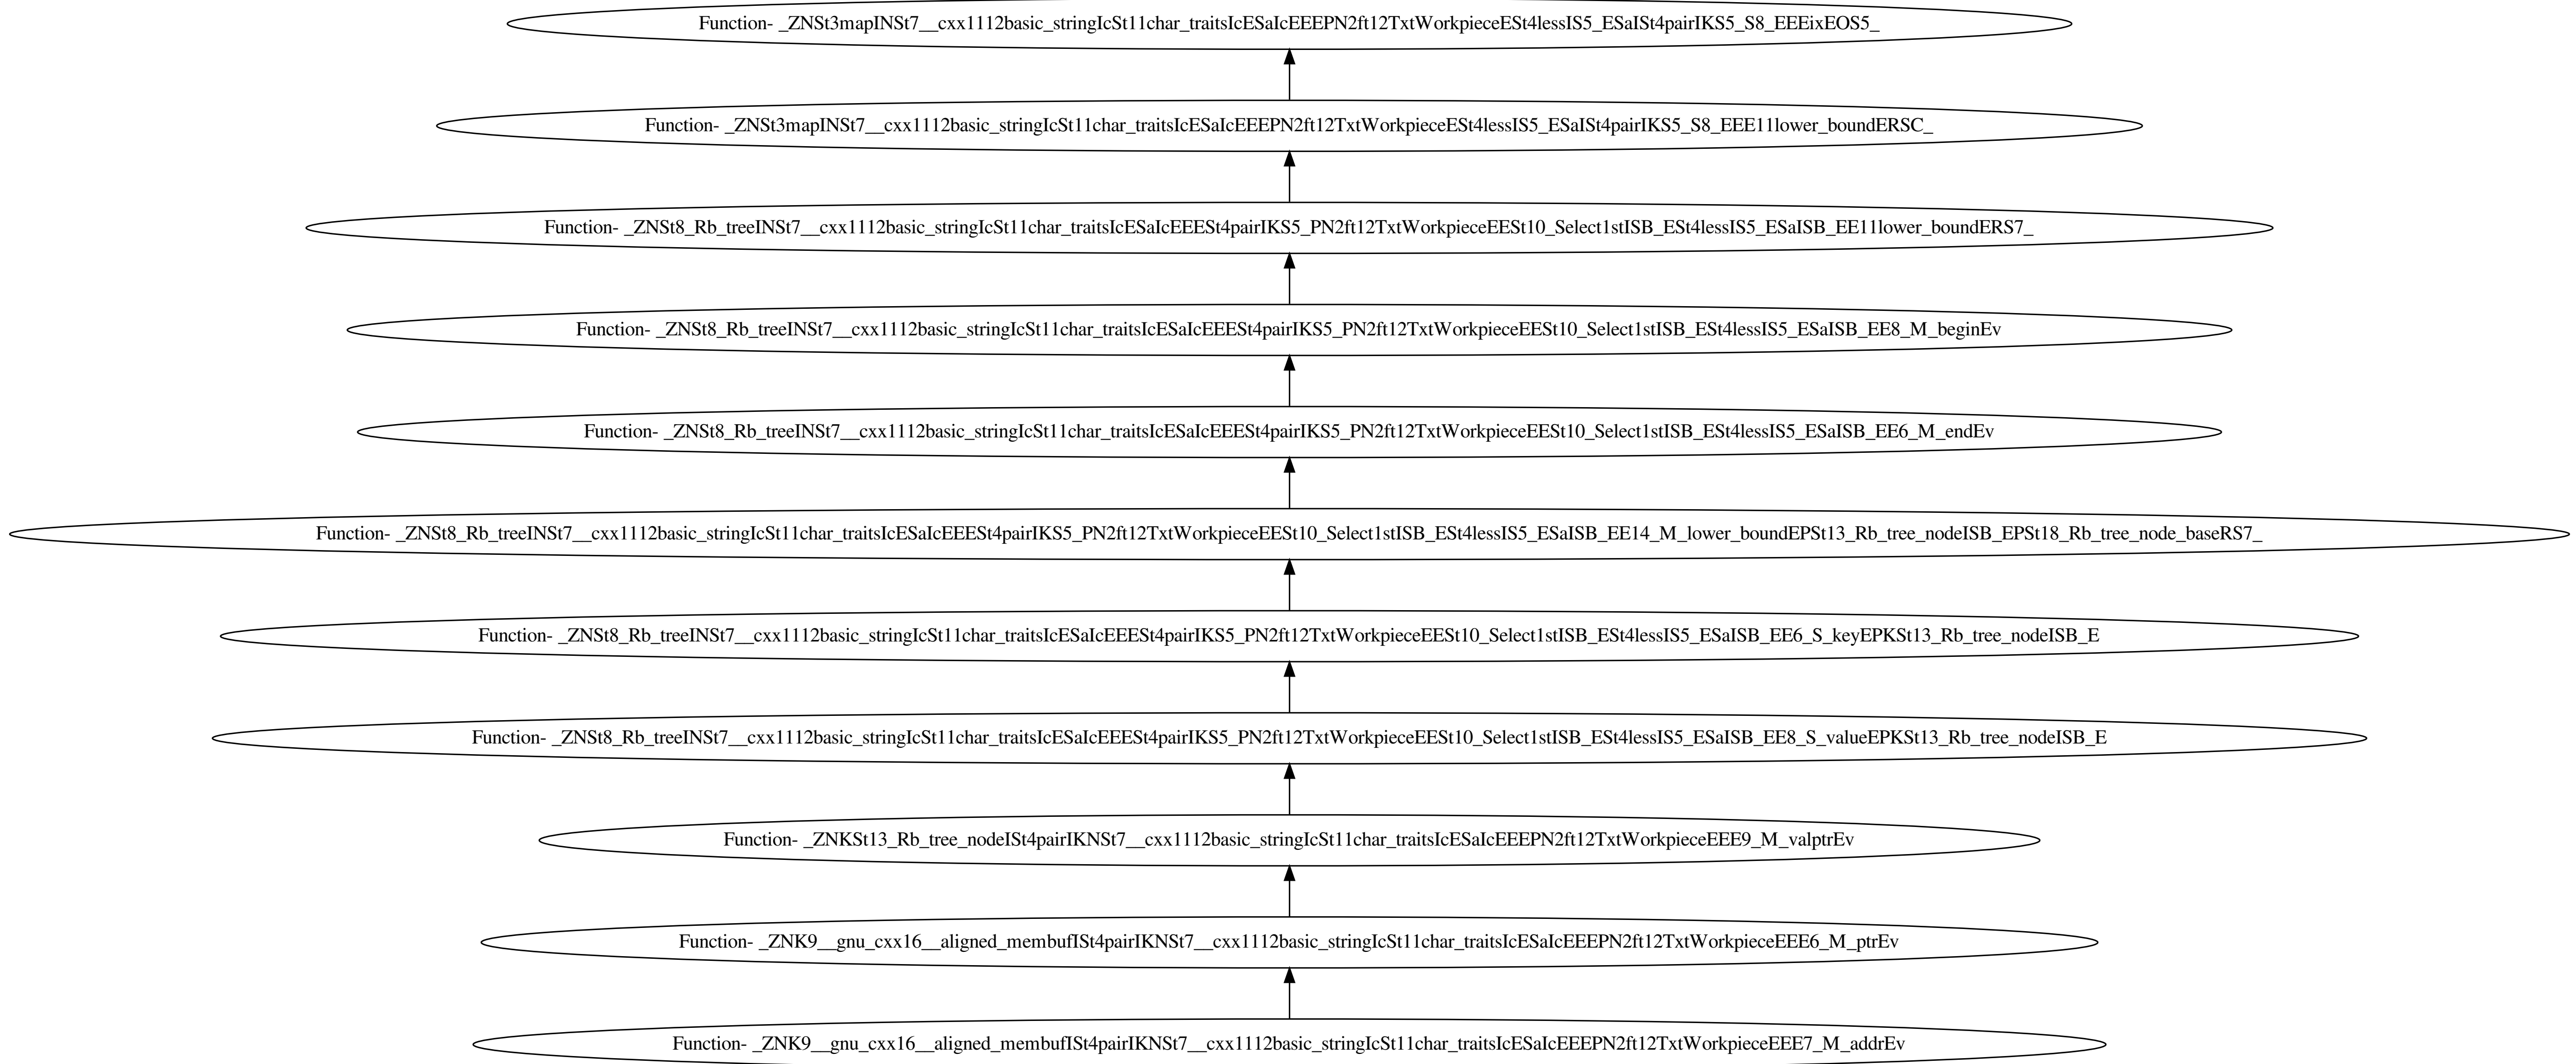 Function- _ZNSt3mapINSt7__cxx1112basic_stringIcSt11char_traitsIcESaIcEEEPN2ft12TxtWorkpieceESt4lessIS5_ESaISt4pairIKS5_S8_EEEixEOS5_
Function- _ZNSt3mapINSt7__cxx1112basic_stringIcSt11char_traitsIcESaIcEEEPN2ft12TxtWorkpieceESt4lessIS5_ESaISt4pairIKS5_S8_EEE11lower_boundERSC_
Function- _ZNSt8_Rb_treeINSt7__cxx1112basic_stringIcSt11char_traitsIcESaIcEEESt4pairIKS5_PN2ft12TxtWorkpieceEESt10_Select1stISB_ESt4lessIS5_ESaISB_EE11lower_boundERS7_
Function- _ZNSt8_Rb_treeINSt7__cxx1112basic_stringIcSt11char_traitsIcESaIcEEESt4pairIKS5_PN2ft12TxtWorkpieceEESt10_Select1stISB_ESt4lessIS5_ESaISB_EE8_M_beginEv
Function- _ZNSt8_Rb_treeINSt7__cxx1112basic_stringIcSt11char_traitsIcESaIcEEESt4pairIKS5_PN2ft12TxtWorkpieceEESt10_Select1stISB_ESt4lessIS5_ESaISB_EE6_M_endEv
Function- _ZNSt8_Rb_treeINSt7__cxx1112basic_stringIcSt11char_traitsIcESaIcEEESt4pairIKS5_PN2ft12TxtWorkpieceEESt10_Select1stISB_ESt4lessIS5_ESaISB_EE14_M_lower_boundEPSt13_Rb_tree_nodeISB_EPSt18_Rb_tree_node_baseRS7_
Function- _ZNSt8_Rb_treeINSt7__cxx1112basic_stringIcSt11char_traitsIcESaIcEEESt4pairIKS5_PN2ft12TxtWorkpieceEESt10_Select1stISB_ESt4lessIS5_ESaISB_EE6_S_keyEPKSt13_Rb_tree_nodeISB_E
Function- _ZNSt8_Rb_treeINSt7__cxx1112basic_stringIcSt11char_traitsIcESaIcEEESt4pairIKS5_PN2ft12TxtWorkpieceEESt10_Select1stISB_ESt4lessIS5_ESaISB_EE8_S_valueEPKSt13_Rb_tree_nodeISB_E
Function- _ZNKSt13_Rb_tree_nodeISt4pairIKNSt7__cxx1112basic_stringIcSt11char_traitsIcESaIcEEEPN2ft12TxtWorkpieceEEE9_M_valptrEv
Function- _ZNK9__gnu_cxx16__aligned_membufISt4pairIKNSt7__cxx1112basic_stringIcSt11char_traitsIcESaIcEEEPN2ft12TxtWorkpieceEEE6_M_ptrEv
Function- _ZNK9__gnu_cxx16__aligned_membufISt4pairIKNSt7__cxx1112basic_stringIcSt11char_traitsIcESaIcEEEPN2ft12TxtWorkpieceEEE7_M_addrEv